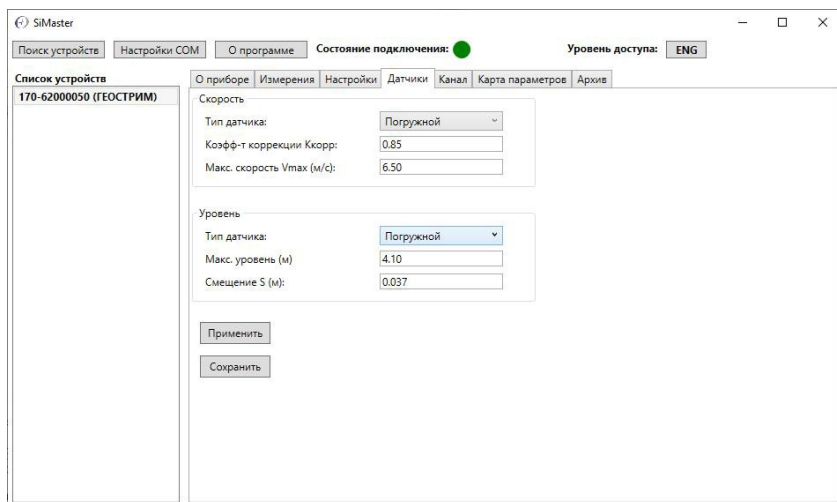 SiMaster
Поиск устройств Настройки COM О программе Состояние подключения: Уровень доступа: ENG
Список устройств
170-62000050 (ГЕОСТРИМ)
О приборе Измерения Настройки Датчики Канал Карта параметров Архив
Скорость
Тип датчика: Погружной
Коэфф-т коррекции Ккорр: 0.85
Макс. скорость Vmax (м/с): 6.50
Уровень
Тип датчика: Погружной
Макс. уровень (м) 4.10
Смещение S (м): 0.037
Применить
Сохранить